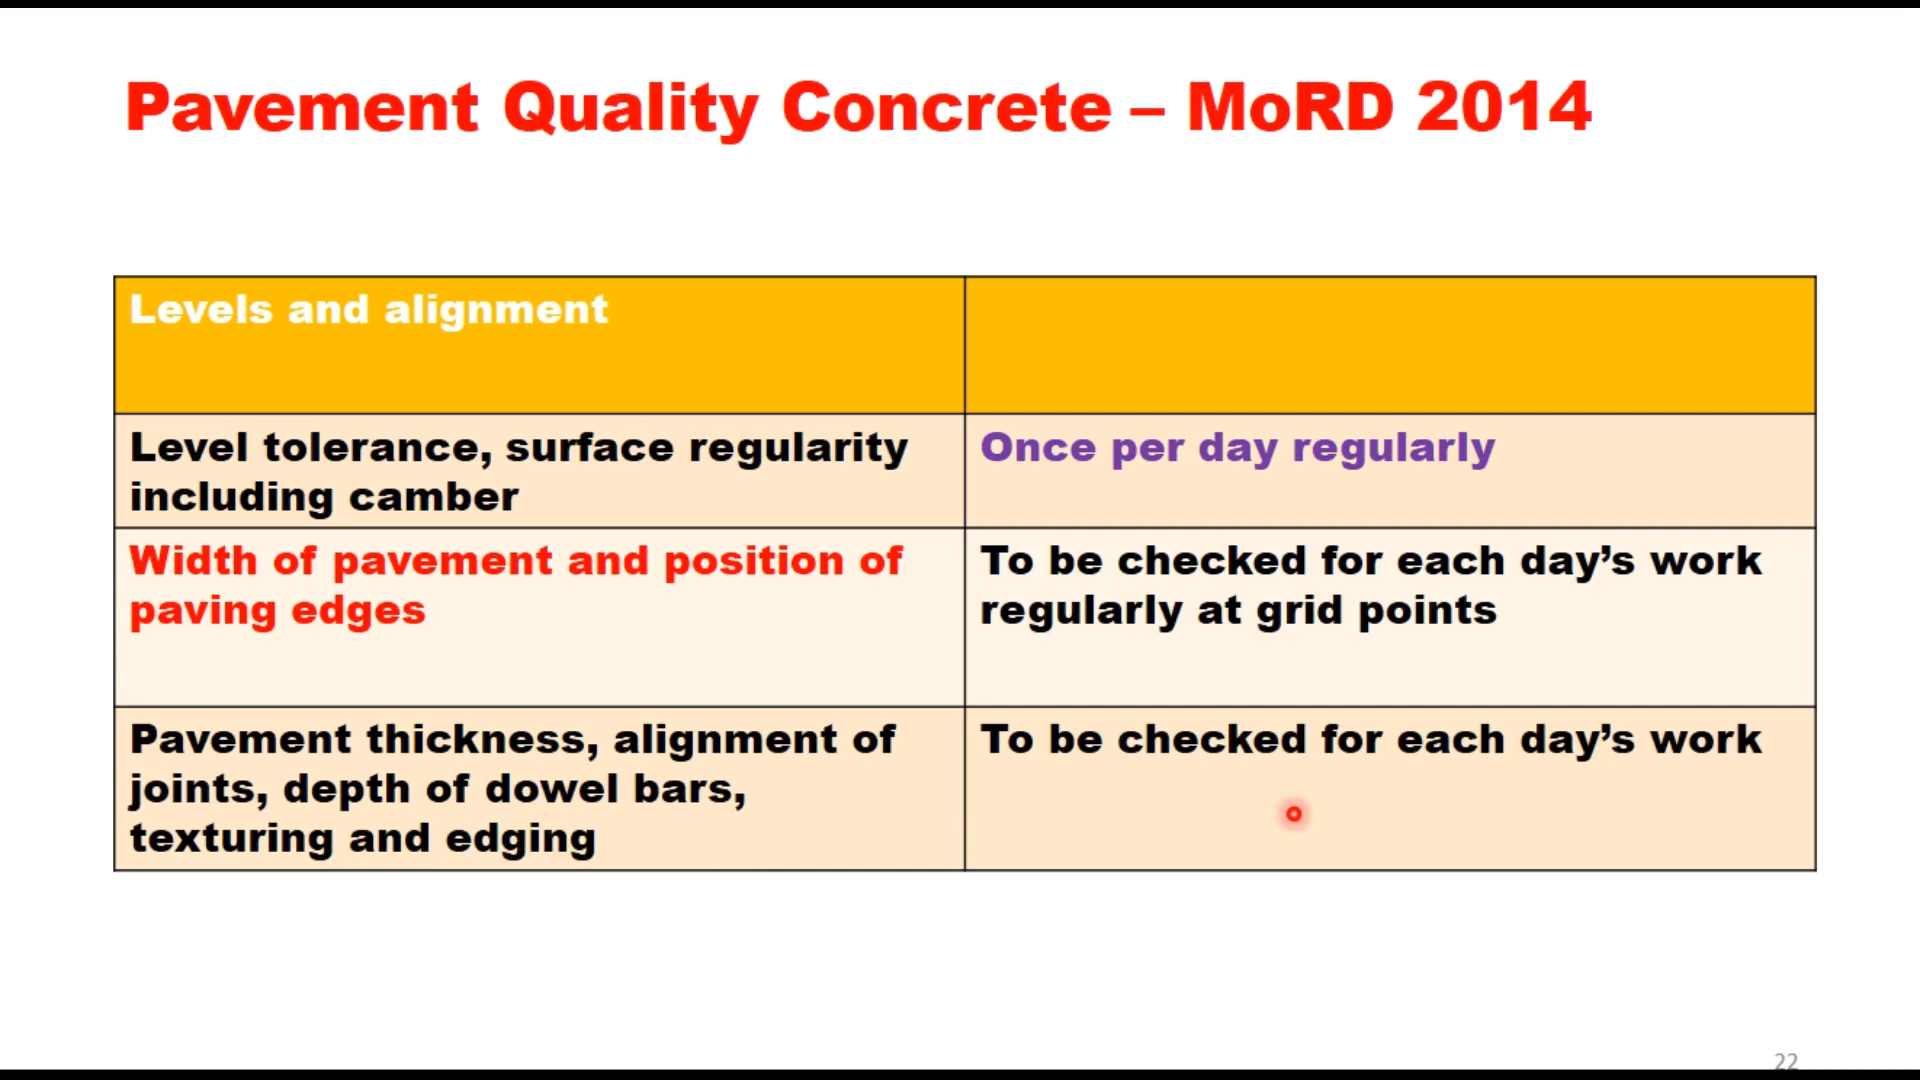 Pavement Quality Concrete – MoRD 2014
Levels and alignment
Level tolerance, surface regularity
including camber
Once per day regularly
Width of pavement and position of
paving edges
To be checked for each day’s work
regularly at grid points
Pavement thickness, alignment of
joints, depth of dowel bars,
texturing and edging
To be checked for each day’s work
22